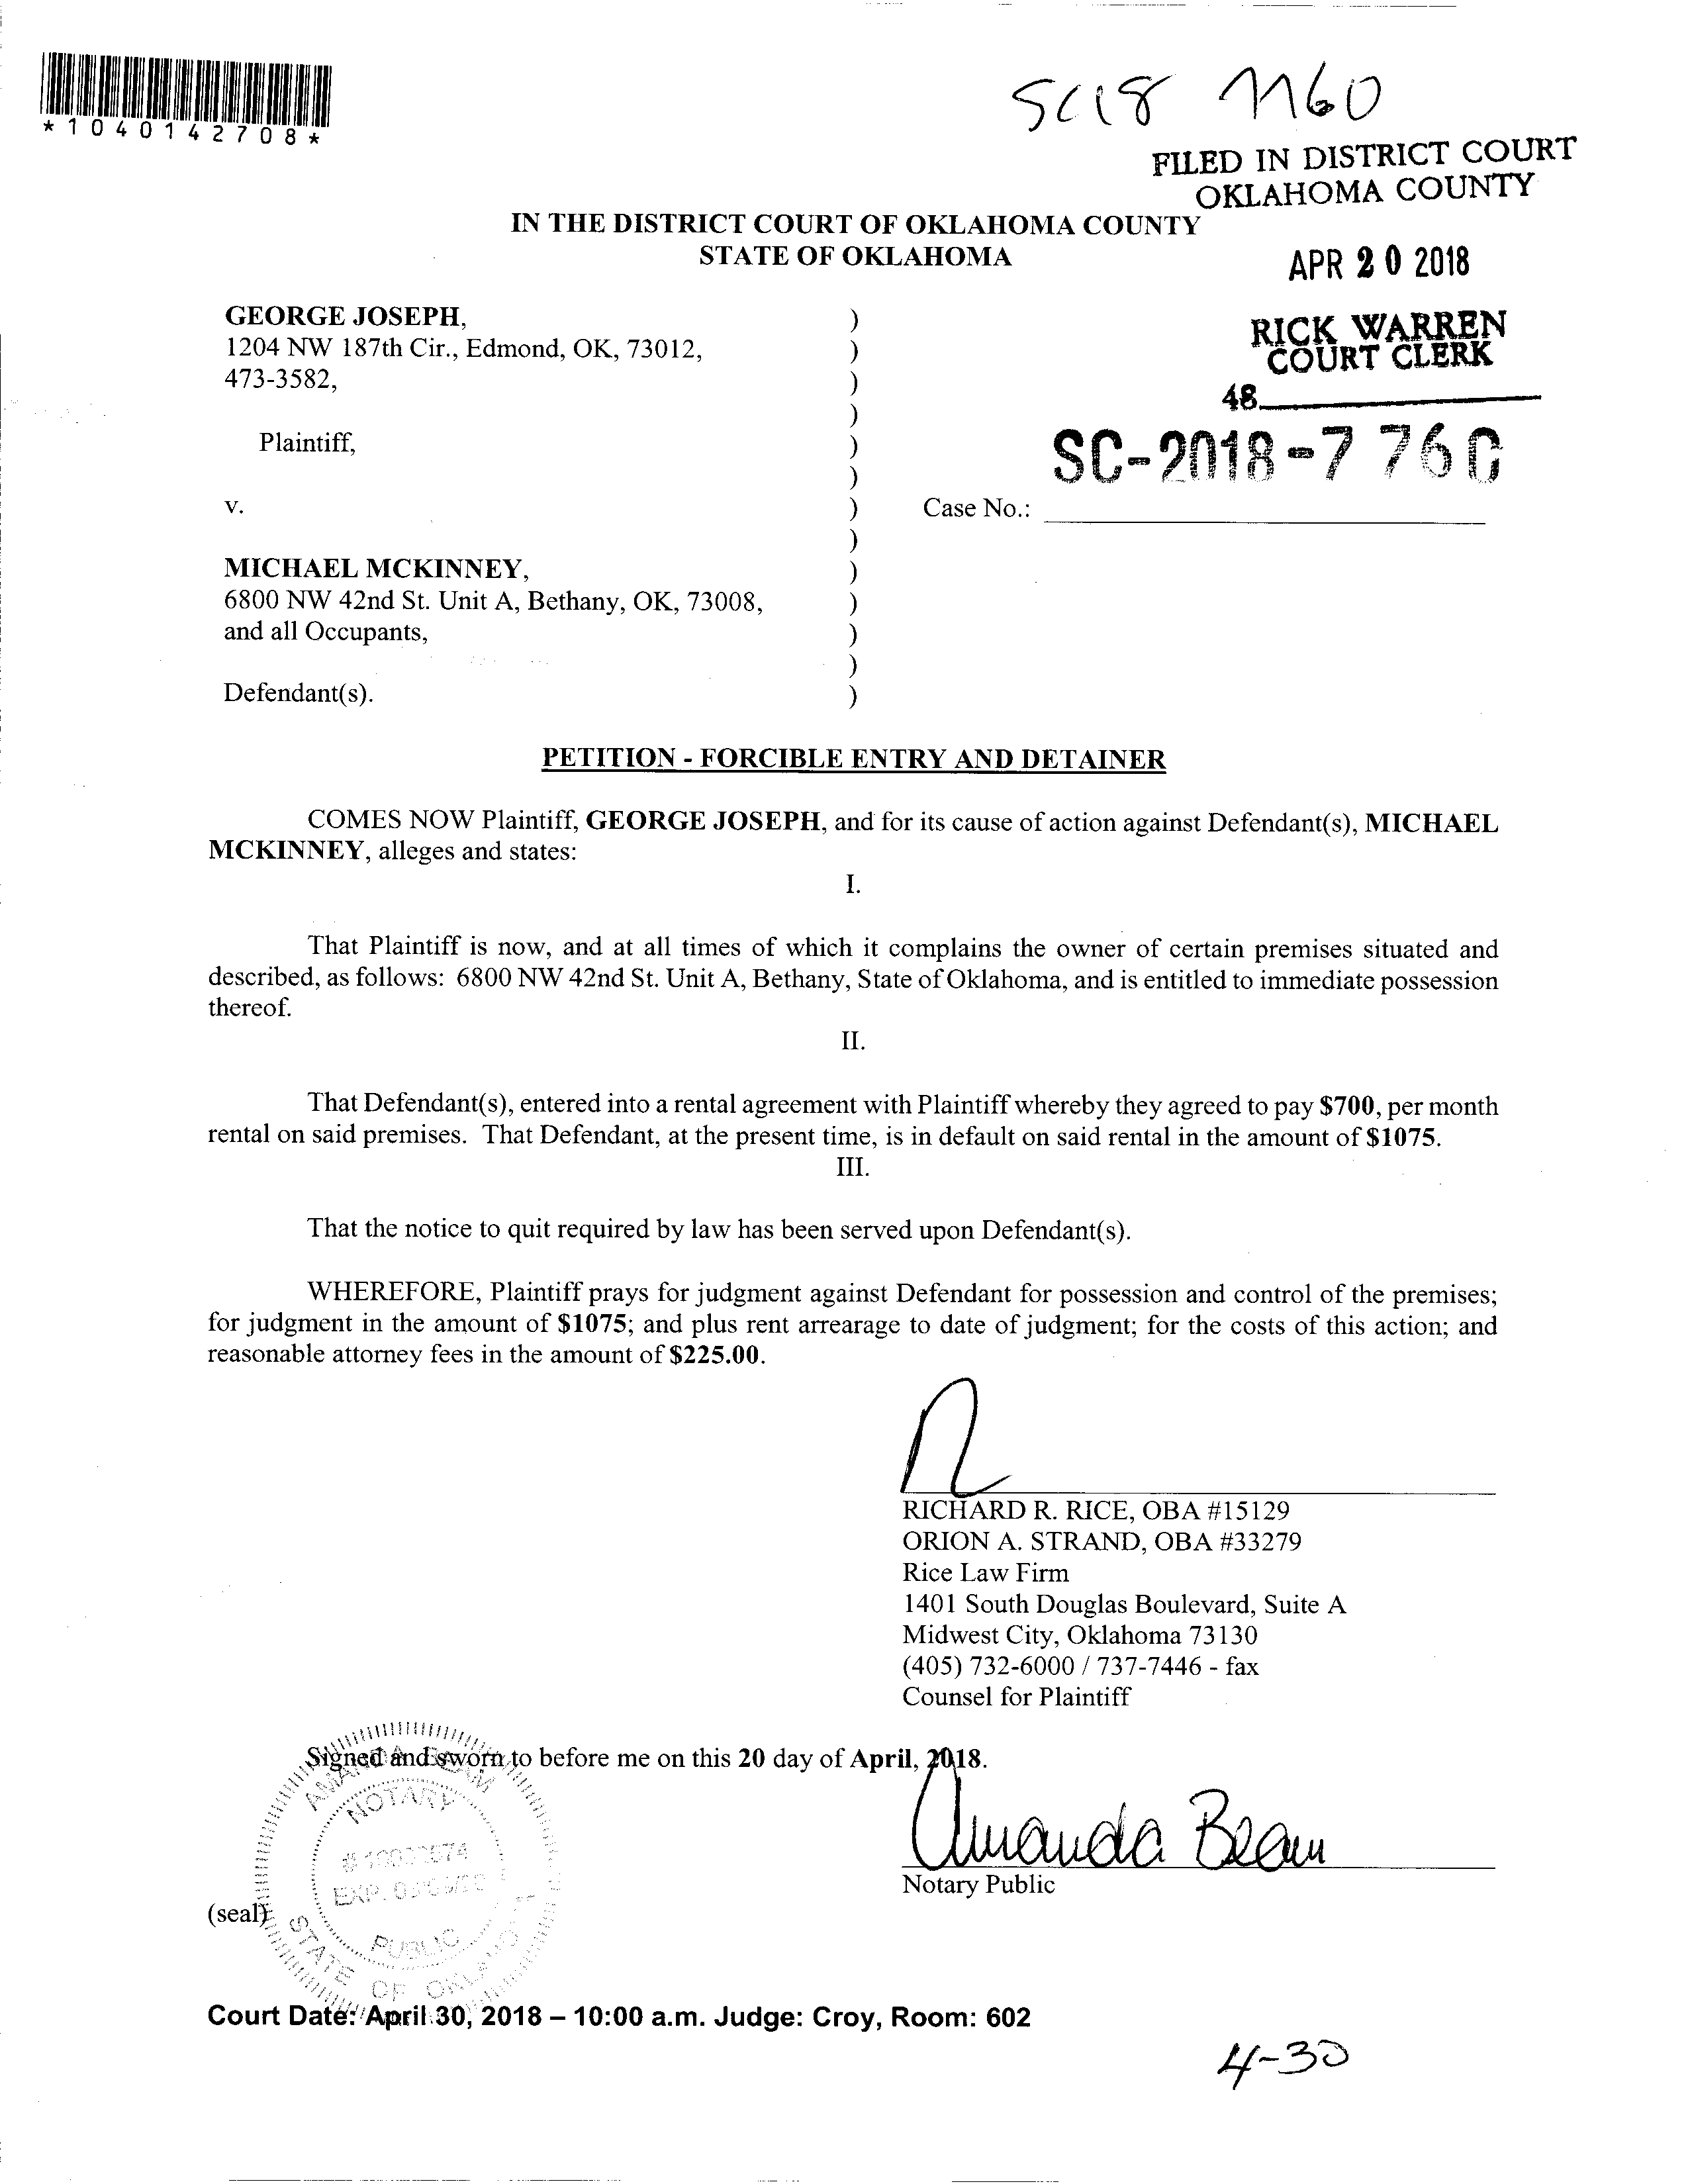 *1040142708*
SC18 7760
FILED IN DISTRICT COURT
OKLAHOMA COUNTY
IN THE DISTRICT COURT OF OKLAHOMA COUNTY
STATE OF OKLAHOMA
APR 20 2018
RICK WARREN
COURT CLERK
48
GEORGE JOSEPH, )
1204 NW 187th Cir., Edmond, OK, 73012, )
473-3582, )
)
Plaintiff, )
SC-2018-7760
)
v. ) Case No.:
)
MICHAEL MCKINNEY, )
6800 NW 42nd St. Unit A, Bethany, OK, 73008, )
and all Occupants, )
)
Defendant(s). )
PETITION - FORCIBLE ENTRY AND DETAINER
COMES NOW Plaintiff, GEORGE JOSEPH, and for its cause of action against Defendant(s), MICHAEL
MCKINNEY, alleges and states:
I.
That Plaintiff is now, and at all times of which it complains the owner of certain premises situated and
described, as follows: 6800 NW 42nd St. Unit A, Bethany, State of Oklahoma, and is entitled to immediate possession
thereof.
II.
That Defendant(s), entered into a rental agreement with Plaintiff whereby they agreed to pay $700, per month
rental on said premises. That Defendant, at the present time, is in default on said rental in the amount of $1075.
III.
That the notice to quit required by law has been served upon Defendant(s).
WHEREFORE, Plaintiff prays for judgment against Defendant for possession and control of the premises;
for judgment in the amount of $1075; and plus rent arrearage to date of judgment; for the costs of this action; and
reasonable attorney fees in the amount of $225.00.
RICHARD R. RICE, OBA #15129
ORION A. STRAND, OBA #33279
Rice Law Firm
1401 South Douglas Boulevard, Suite A
Midwest City, Oklahoma 73130
(405) 732-6000 / 737-7446 - fax
Counsel for Plaintiff
Signed and sworn to before me on this 20 day of April, 2018.
Amanda Beam
Notary Public
AMANDA BEAM
NOTARY
EXP.
PUBLIC
STATE OF OKLAHOMA
(seal)
Court Date: April 30, 2018 – 10:00 a.m. Judge: Croy, Room: 602
4-30